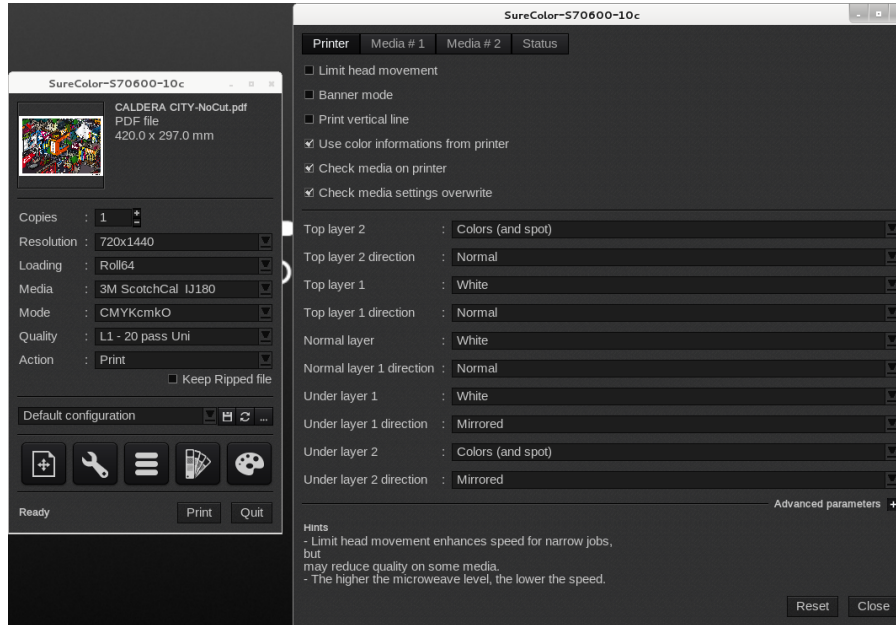 SureColor-S70600-10c
CALDERA CITY-NoCut.pdf
PDF file
420.0 x 297.0 mm
Copies : 1
Resolution : 720x1440
Loading : Roll64
Media : 3M ScotchCal IJ180
Mode : CMYKcmkO
Quality : L1 - 20 pass Uni
Action : Print
Keep Ripped file
Default configuration ...
Ready Print Quit
SureColor-S70600-10c
Printer Media # 1 Media # 2 Status
Limit head movement
Banner mode
Print vertical line
Use color informations from printer
Check media on printer
Check media settings overwrite
Top layer 2 : Colors (and spot)
Top layer 2 direction : Normal
Top layer 1 : White
Top layer 1 direction : Normal
Normal layer : White
Normal layer 1 direction : Normal
Under layer 1 : White
Under layer 1 direction : Mirrored
Under layer 2 : Colors (and spot)
Under layer 2 direction : Mirrored
Advanced parameters +
Hints
- Limit head movement enhances speed for narrow jobs,
but
may reduce quality on some media.
- The higher the microweave level, the lower the speed.
Reset Close